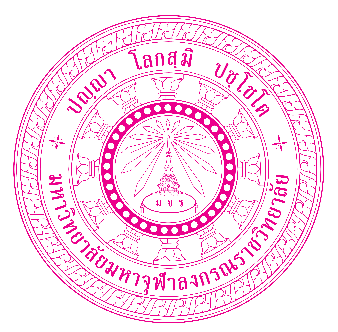 ปญฺญา โลกสฺมิ ปชฺโชโต
ม จ ร
มหาวิทยาลัยมหาจุฬาลงกรณราชวิทยาลัย